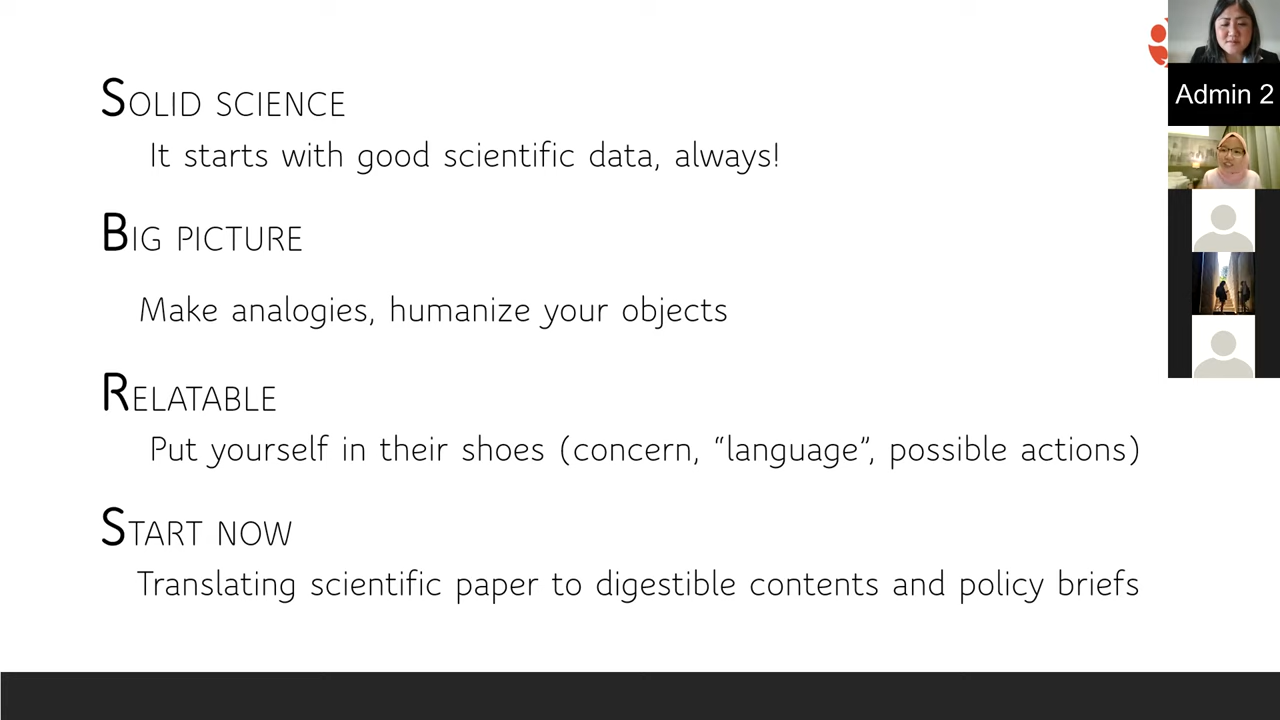 SOLID SCIENCE
It starts with good scientific data, always!
BIG PICTURE
Make analogies, humanize your objects
RELATABLE
Put yourself in their shoes (concern, “language”, possible actions)
START NOW
Translating scientific paper to digestible contents and policy briefs
Admin 2